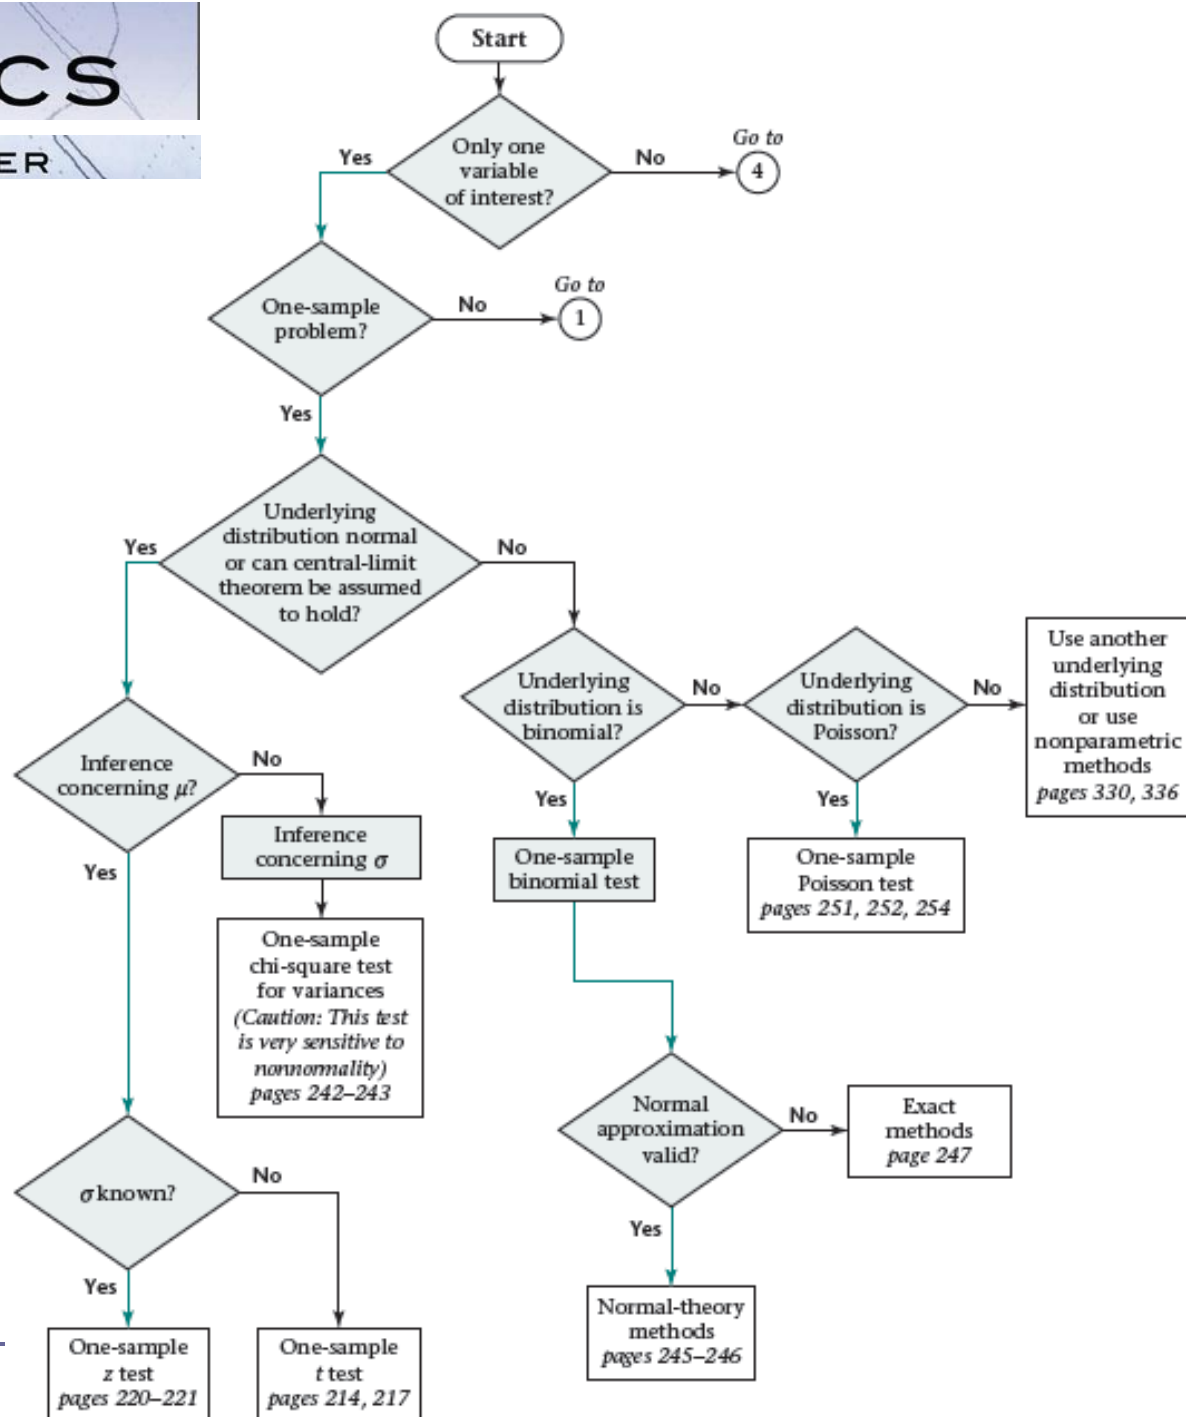 CS
ER
Start
Only one
variable
of interest?
Yes
No
Go to
4
One-sample
problem?
No
Go to
1
Yes
Underlying
distribution normal
or can central-limit
theorem be assumed
to hold?
Yes
No
Underlying
distribution is
binomial?
No
Underlying
distribution is
Poisson?
No
Use another
underlying
distribution
or use
nonparametric
methods
pages 330, 336
Inference
concerning μ?
No
Inference
concerning σ
One-sample
chi-square test
for variances
(Caution: This test
is very sensitive to
nonnormality)
pages 242–243
Yes
One-sample
binomial test
Yes
One-sample
Poisson test
pages 251, 252, 254
Yes
σ known?
No
Yes
One-sample
z test
pages 220–221
One-sample
t test
pages 214, 217
Normal
approximation
valid?
No
Exact
methods
page 247
Yes
Normal-theory
methods
pages 245–246